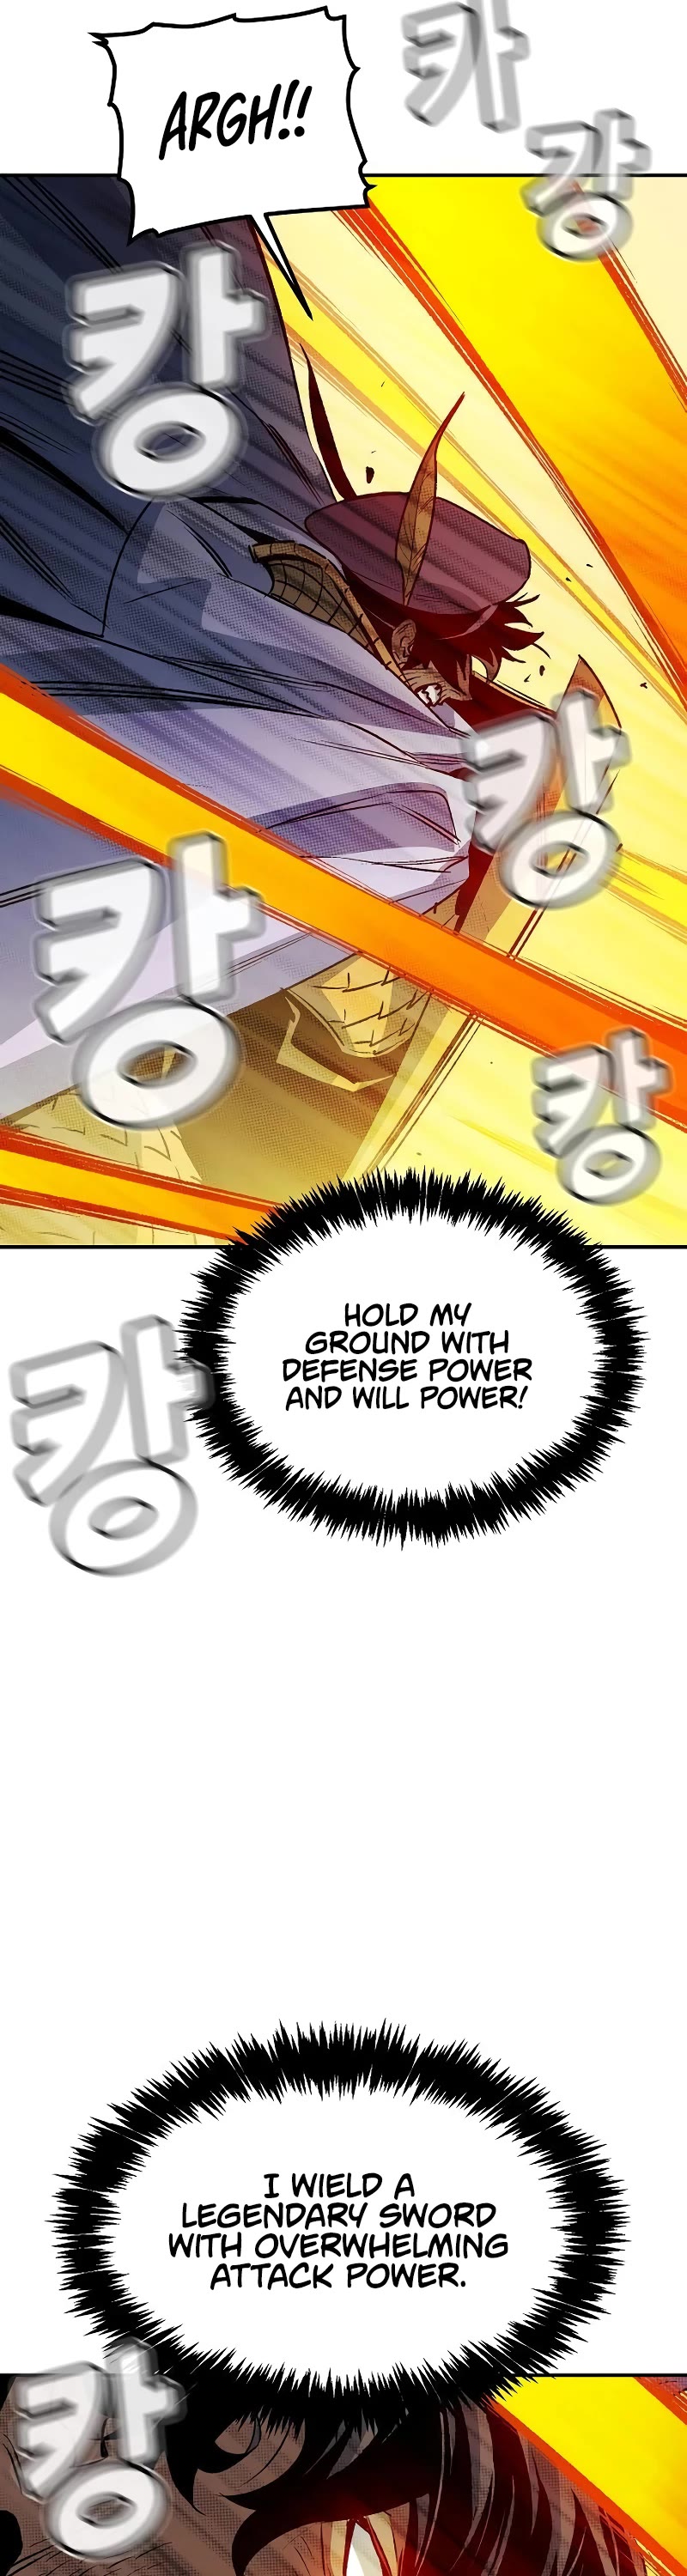 카
ARGH!!
캉
캉
캉
캉
캉
HOLD MY
GROUND WITH
DEFENSE POWER
AND WILL POWER!
캉
I WIELD A
LEGENDARY SWORD
WITH OVERWHELMING
ATTACK POWER.
캉